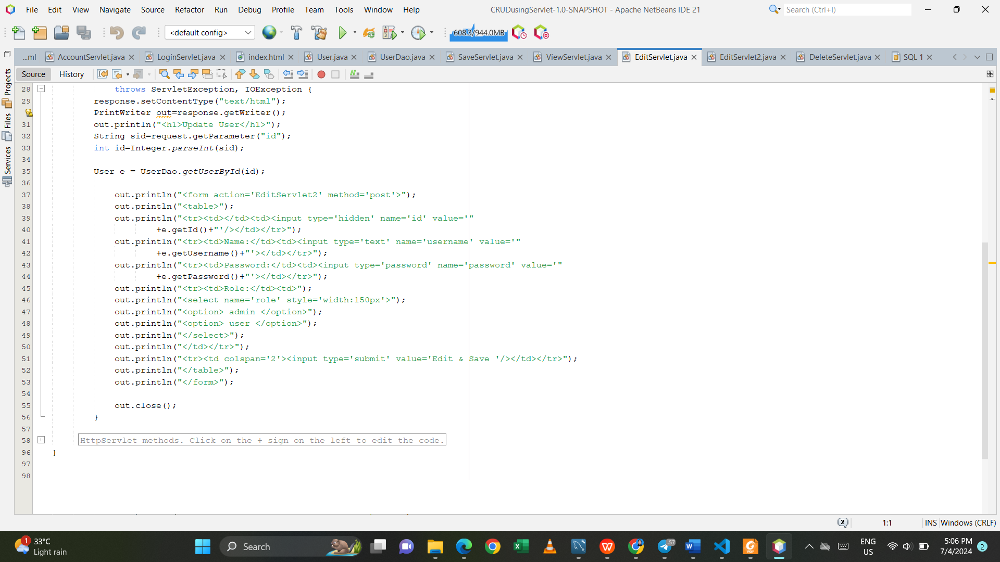 File Edit View Navigate Source Refactor Run Debug Profile Team Tools Window Help
CRUDusingServlet-1.0-SNAPSHOT - Apache NetBeans IDE 21
Search (Ctrl+I)
<default config>
608.3/944.0MB
...ml AccountServlet.java LoginServlet.java index.html User.java UserDao.java SaveServlet.java ViewServlet.java EditServlet.java EditServlet2.java DeleteServlet.java SQL 1
Source History
Projects
Files
Services
28 throws ServletException, IOException {
29 response.setContentType("text/html");
PrintWriter out=response.getWriter();
31 out.println("<h1>Update User</h1>");
32 String sid=request.getParameter("id");
33 int id=Integer.parseInt(sid);
34
35 User e = UserDao.getUserById(id);
36
37 out.println("<form action='EditServlet2' method='post'>");
38 out.println("<table>");
39 out.println("<tr><td></td><td><input type='hidden' name='id' value='"
40 +e.getId()+"'/></td></tr>");
41 out.println("<tr><td>Name:</td><td><input type='text' name='username' value='"
42 +e.getUsername()+"'></td></tr>");
43 out.println("<tr><td>Password:</td><td><input type='password' name='password' value='"
44 +e.getPassword()+"'></td></tr>");
45 out.println("<tr><td>Role:</td><td>");
46 out.println("<select name='role' style='width:150px'>");
47 out.println("<option> admin </option>");
48 out.println("<option> user </option>");
49 out.println("</select>");
50 out.println("</td></tr>");
51 out.println("<tr><td colspan='2'><input type='submit' value='Edit & Save '/></td></tr>");
52 out.println("</table>");
53 out.println("</form>");
54
55 out.close();
56 }
57
58 HttpServlet methods. Click on the + sign on the left to edit the code.
96 }
97
98
2 1:1 INS Windows (CRLF)
1 33°C
Light rain
Search
57
ENG
US
5:06 PM
7/4/2024
2